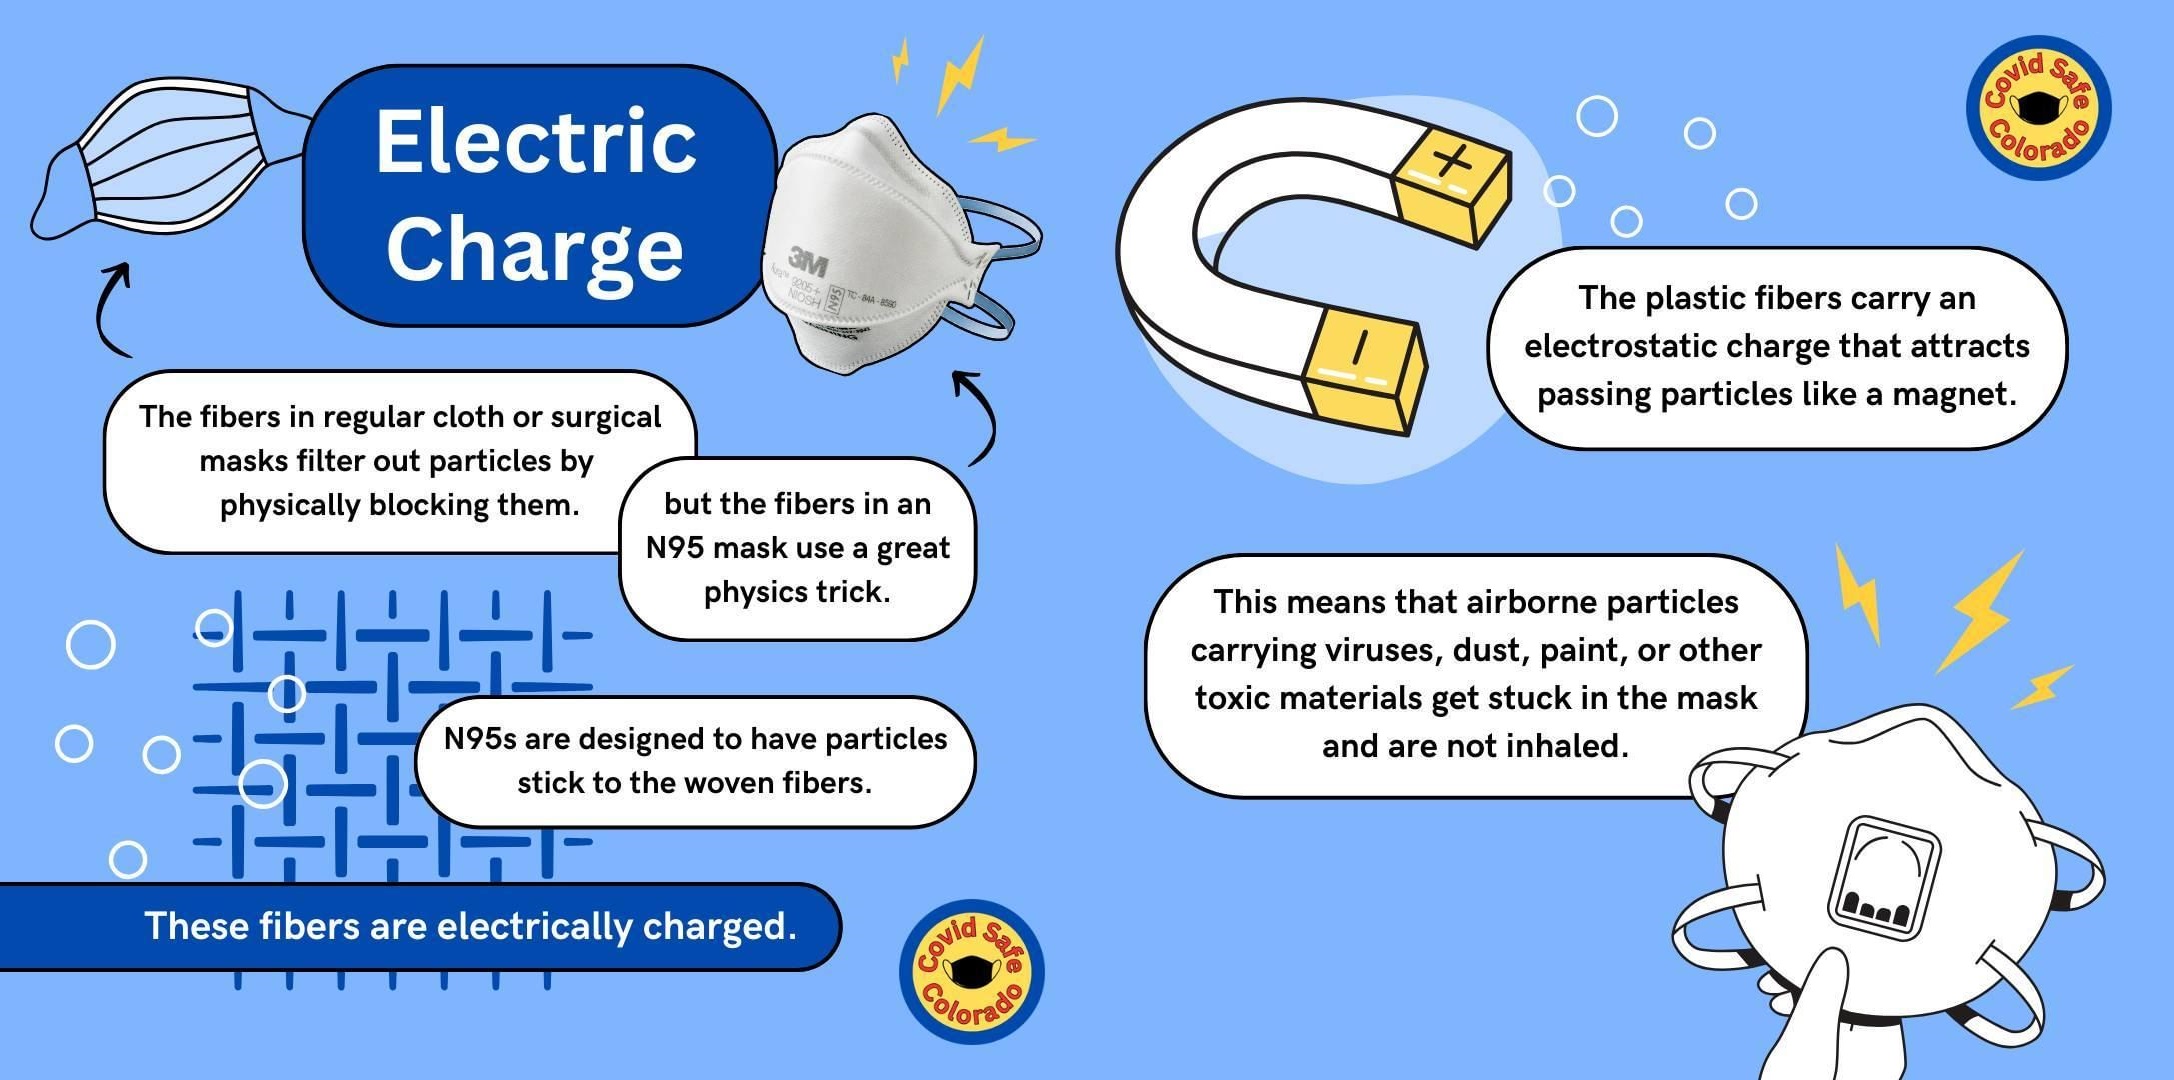 Electric
Charge
3M
Aura™ 9205+
NIOSH
N95
TC-84A-8590
The fibers in regular cloth or surgical
masks filter out particles by
physically blocking them.
but the fibers in an
N95 mask use a great
physics trick.
N95s are designed to have particles
stick to the woven fibers.
These fibers are electrically charged.
Covid Safe
Colorado
Covid Safe
Colorado
+
-
The plastic fibers carry an
electrostatic charge that attracts
passing particles like a magnet.
This means that airborne particles
carrying viruses, dust, paint, or other
toxic materials get stuck in the mask
and are not inhaled.